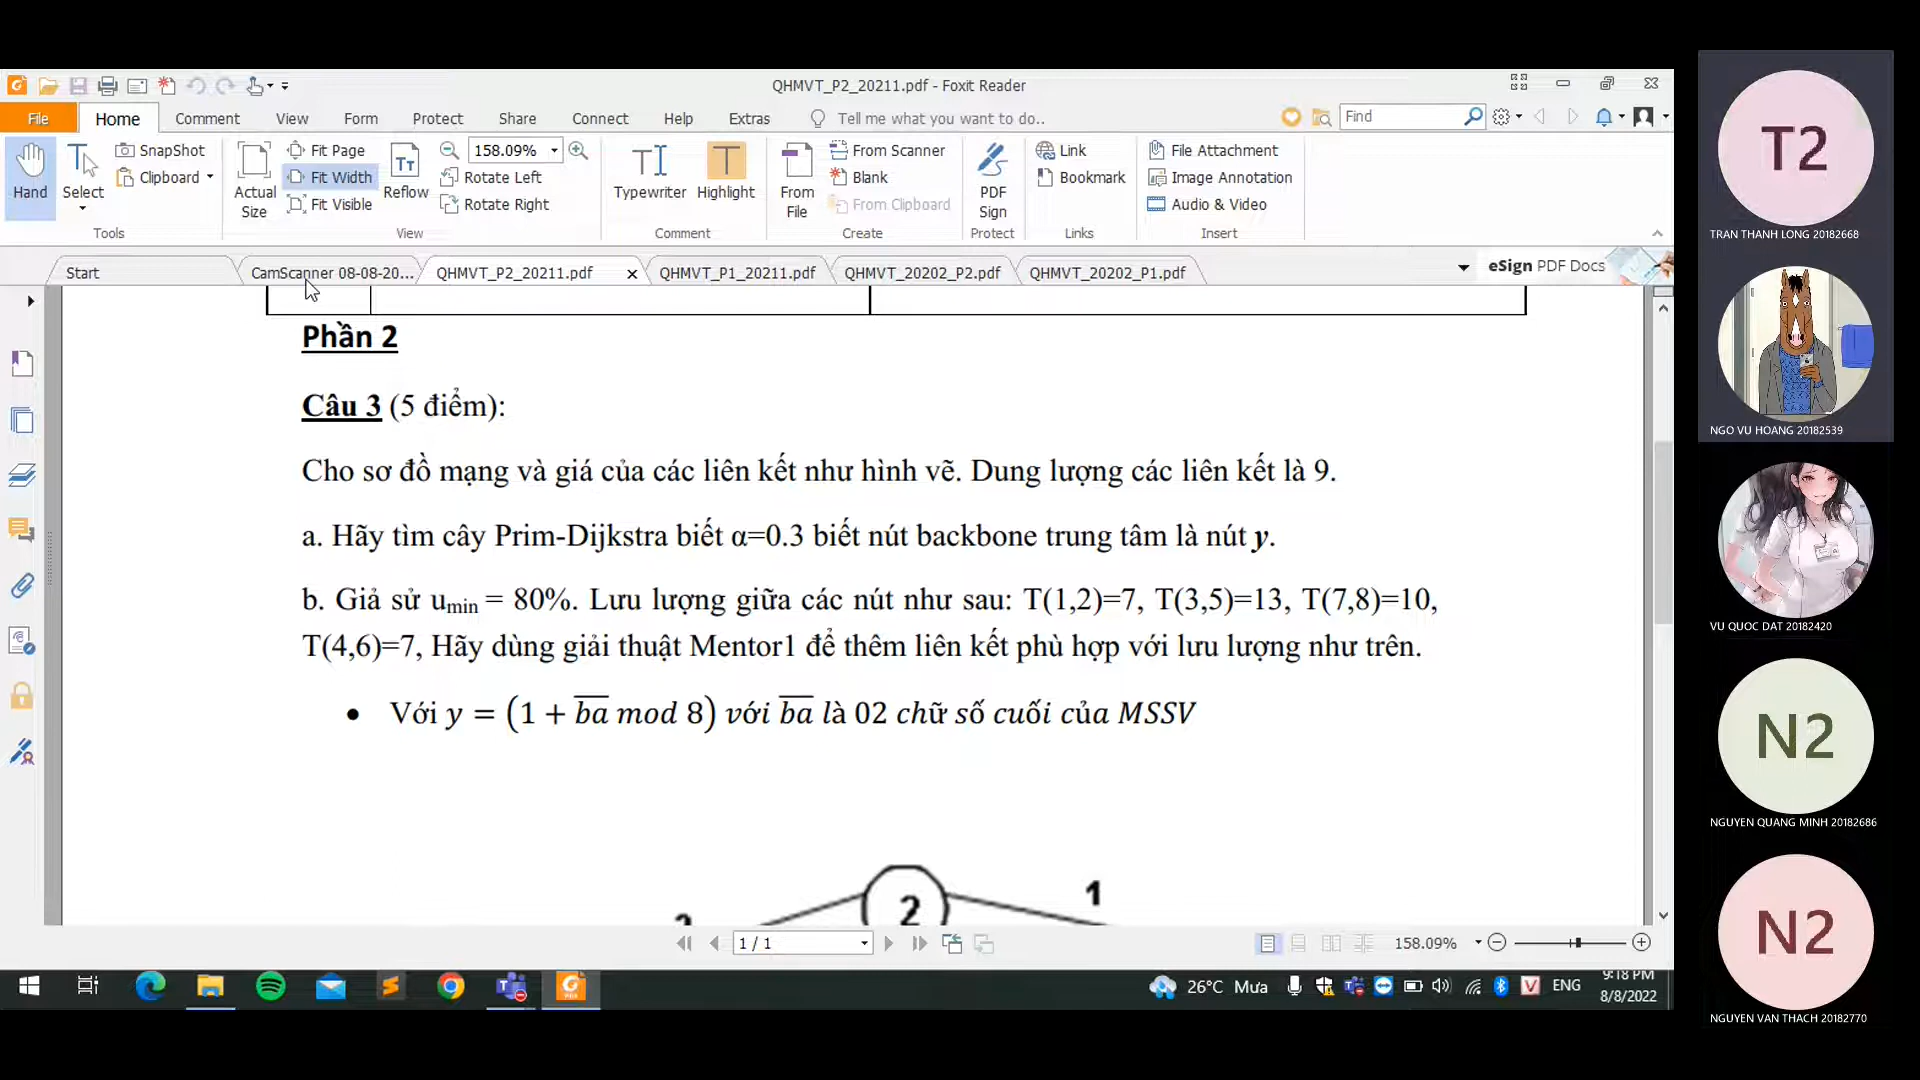 QHMVT_P2_20211.pdf - Foxit Reader
File Home Comment View Form Protect Share Connect Help Extras Tell me what you want to do.. Find
Hand
Select
SnapShot
Clipboard
Tools
Actual Size
Fit Page
Fit Width
Fit Visible
Reflow
158.09%
Rotate Left
Rotate Right
View
Typewriter
Highlight
Comment
From File
From Scanner
Blank
From Clipboard
Create
PDF Sign
Protect
Link
Bookmark
Links
File Attachment
Image Annotation
Audio & Video
Insert
Start CamScanner 08-08-20... QHMVT_P2_20211.pdf QHMVT_P1_20211.pdf QHMVT_20202_P2.pdf QHMVT_20202_P1.pdf
eSign PDF Docs
Phần 2
Câu 3 (5 điểm):
Cho sơ đồ mạng và giá của các liên kết như hình vẽ. Dung lượng các liên kết là 9.
a. Hãy tìm cây Prim-Dijkstra biết α=0.3 biết nút backbone trung tâm là nút y.
b. Giả sử umin = 80%. Lưu lượng giữa các nút như sau: T(1,2)=7, T(3,5)=13, T(7,8)=10,
T(4,6)=7, Hãy dùng giải thuật Mentor1 để thêm liên kết phù hợp với lưu lượng như trên.
• Với y = (1 + ba mod 8) với ba là 02 chữ số cuối của MSSV
2
1
1 / 1
158.09%
26°C Mưa
ENG
9:18 PM
8/8/2022
T2
TRAN THANH LONG 20182668
NGO VU HOANG 20182539
VU QUOC DAT 20182420
N2
NGUYEN QUANG MINH 20182686
N2
NGUYEN VAN THACH 20182770